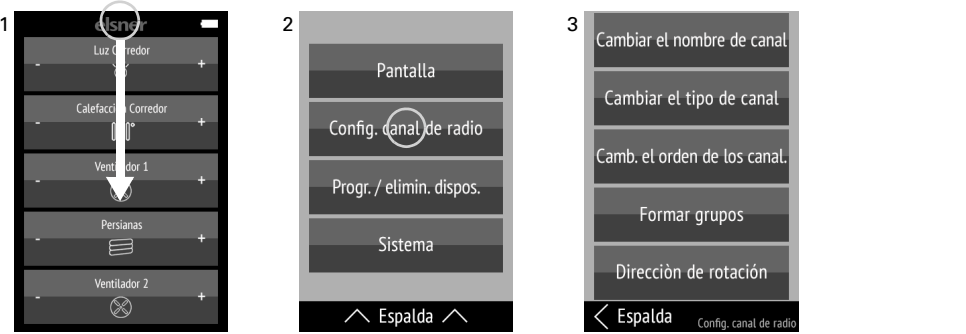 1
elsner
Luz Corredor
- +
Calefacción Corredor
- +
Ventilador 1
- +
Persianas
- +
Ventilador 2
- +
2
Pantalla
Config. canal de radio
Progr. / elimin. dispos.
Sistema
Espalda
3
Cambiar el nombre de canal
Cambiar el tipo de canal
Camb. el orden de los canal.
Formar grupos
Direcciòn de rotación
Espalda
Config. canal de radio